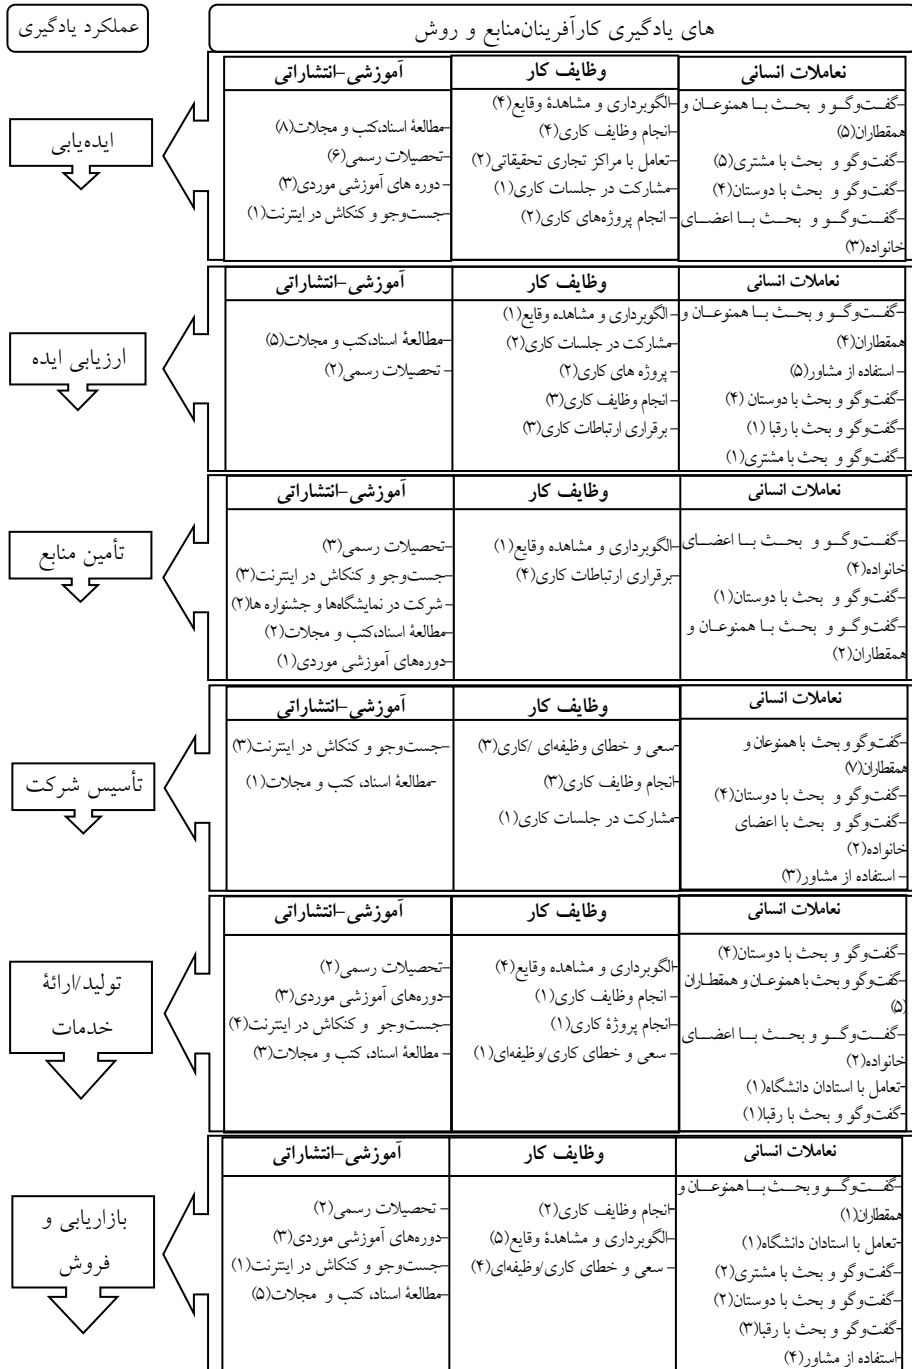 های یادگیری کارآفرینان‌منابع و روش
عملکرد یادگیری
تعاملات انسانی
-گفت‌وگو و بحث با همنوعان و
همقطاران(۵)
-گفت‌وگو و بحث با مشتری(۵)
-گفت‌وگو و بحث با دوستان(۴)
-گفت‌وگو و بحث با اعضای
خانواده(۳)
وظایف کار
-الگوبرداری و مشاهدۀ وقایع(۴)
-انجام وظایف کاری(۴)
-تعامل با مراکز تجاری تحقیقاتی(۲)
-مشارکت در جلسات کاری(۱)
- انجام پروژه‌های کاری(۲)
آموزشی-انتشاراتی
-مطالعۀ اسناد،کتب و مجلات(۸)
-تحصیلات رسمی(۶)
- دوره های آموزشی موردی(۳)
-جست‌وجو و کنکاش در اینترنت(۱)
ایده‌یابی
تعاملات انسانی
-گفت‌وگو و بحث با همنوعان و
همقطاران(۴)
- استفاده از مشاور(۵)
-گفت‌وگو و بحث با دوستان (۴)
-گفت‌وگو و بحث با رقبا (۱)
-گفت‌وگو و بحث با مشتری(۱)
وظایف کار
- الگوبرداری و مشاهده وقایع(۱)
-مشارکت در جلسات کاری(۲)
- پروژه های کاری(۲)
- انجام وظایف کاری(۳)
- برقراری ارتباطات کاری(۳)
آموزشی-انتشاراتی
-مطالعۀ اسناد،کتب و مجلات(۵)
- تحصیلات رسمی(۲)
ارزیابی ایده
تعاملات انسانی
-گفت‌وگو و بحث با اعضای
خانواده(۴)
-گفت‌وگو و بحث با دوستان(۱)
-گفت‌وگو و بحث با همنوعان و
همقطاران(۲)
وظایف کار
-الگوبرداری و مشاهده وقایع(۱)
-برقراری ارتباطات کاری(۴)
آموزشی-انتشاراتی
-تحصیلات رسمی(۳)
-جست‌وجو و کنکاش در اینترنت(۳)
- شرکت در نمایشگاه‌ها و جشنواره ها(۲)
-مطالعۀ اسناد،کتب و مجلات(۲)
-دوره‌های آموزشی موردی(۱)
تأمین منابع
تعاملات انسانی
-گفت‌وگو و بحث با همنوعان و
همقطاران(۷)
-گفت‌وگو و بحث با دوستان(۴)
-گفت‌وگو و بحث با اعضای
خانواده(۲)
- استفاده از مشاور(۳)
وظایف کار
-سعی و خطای وظیفه‌ای /کاری(۳)
-انجام وظایف کاری(۳)
-مشارکت در جلسات کاری(۱)
آموزشی-انتشاراتی
-جست‌وجو و کنکاش در اینترنت(۳)
-مطالعۀ اسناد، کتب و مجلات(۱)
تأسیس شرکت
تعاملات انسانی
-گفت‌وگو و بحث با دوستان(۴)
-گفت‌وگو و بحث با همنوعان و همقطاران
(۵)
-گفت‌وگو و بحث با اعضای
خانواده(۲)
-تعامل با استادان دانشگاه(۱)
-گفت‌وگو و بحث با رقبا(۱)
وظایف کار
-الگوبرداری و مشاهده وقایع(۴)
- انجام وظایف کاری(۱)
-انجام پروژۀ کاری(۱)
- سعی و خطای کاری/وظیفه‌ای(۱)
آموزشی-انتشاراتی
-تحصیلات رسمی(۲)
-دوره‌های آموزشی موردی(۳)
-جست‌وجو و کنکاش در اینترنت(۴)
- مطالعۀ اسناد، کتب و مجلات(۳)
تولید/ارائۀ
خدمات
تعاملات انسانی
-گفت‌وگو و بحث با همنوعان و
همقطاران(۱)
-تعامل با استادان دانشگاه(۱)
-گفت‌وگو و بحث با مشتری(۲)
-گفت‌وگو و بحث با دوستان(۲)
-گفت‌وگو و بحث با رقبا(۳)
-استفاده از مشاور(۴)
وظایف کار
-انجام وظایف کاری(۲)
-الگوبرداری و مشاهدۀ وقایع(۵)
- سعی و خطای کاری/وظیفه‌ای(۴)
آموزشی-انتشاراتی
- تحصیلات رسمی(۲)
-دوره‌های آموزشی موردی(۳)
-جست‌وجو و کنکاش در اینترنت(۱)
-مطالعۀ اسناد، کتب و مجلات(۵)
بازاریابی و
فروش